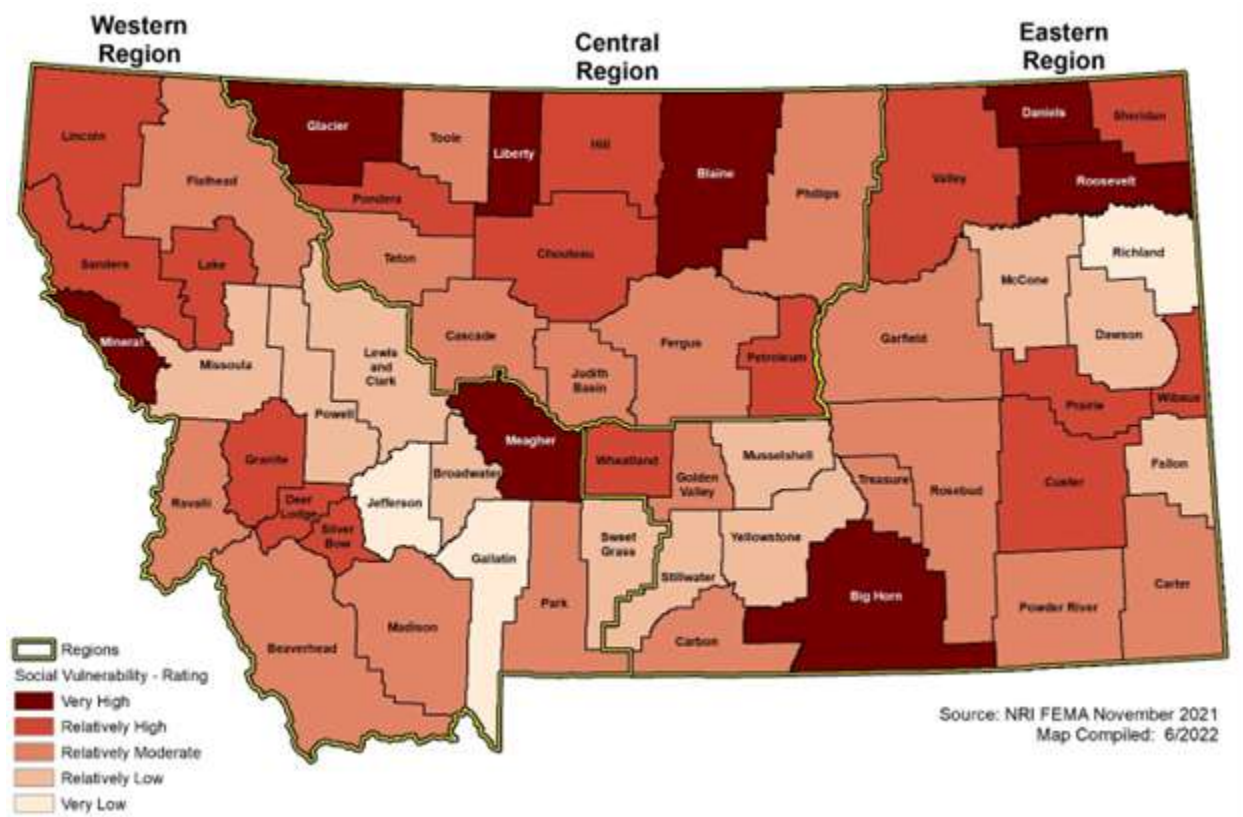 Western
Region
Central
Region
Eastern
Region
Lincoln
Flathead
Glacier
Toole
Liberty
Hill
Blaine
Phillips
Valley
Daniels
Sheridan
Roosevelt
Pondera
Teton
Chouteau
Sanders
Lake
Richland
McCone
Dawson
Garfield
Mineral
Missoula
Lewis
and
Clark
Powell
Cascade
Judith
Basin
Fergus
Petroleum
Prairie
Wibaux
Meagher
Granite
Broadwater
Wheatland
Golden
Valley
Musselshell
Treasure
Rosebud
Custer
Fallon
Ravalli
Deer
Lodge
Silver
Bow
Jefferson
Gallatin
Sweet
Grass
Yellowstone
Stillwater
Park
Carbon
Big Horn
Powder River
Carter
Beaverhead
Madison
Regions
Social Vulnerability - Rating
Very High
Relatively High
Relatively Moderate
Relatively Low
Very Low
Source: NRI FEMA November 2021
Map Compiled: 6/2022